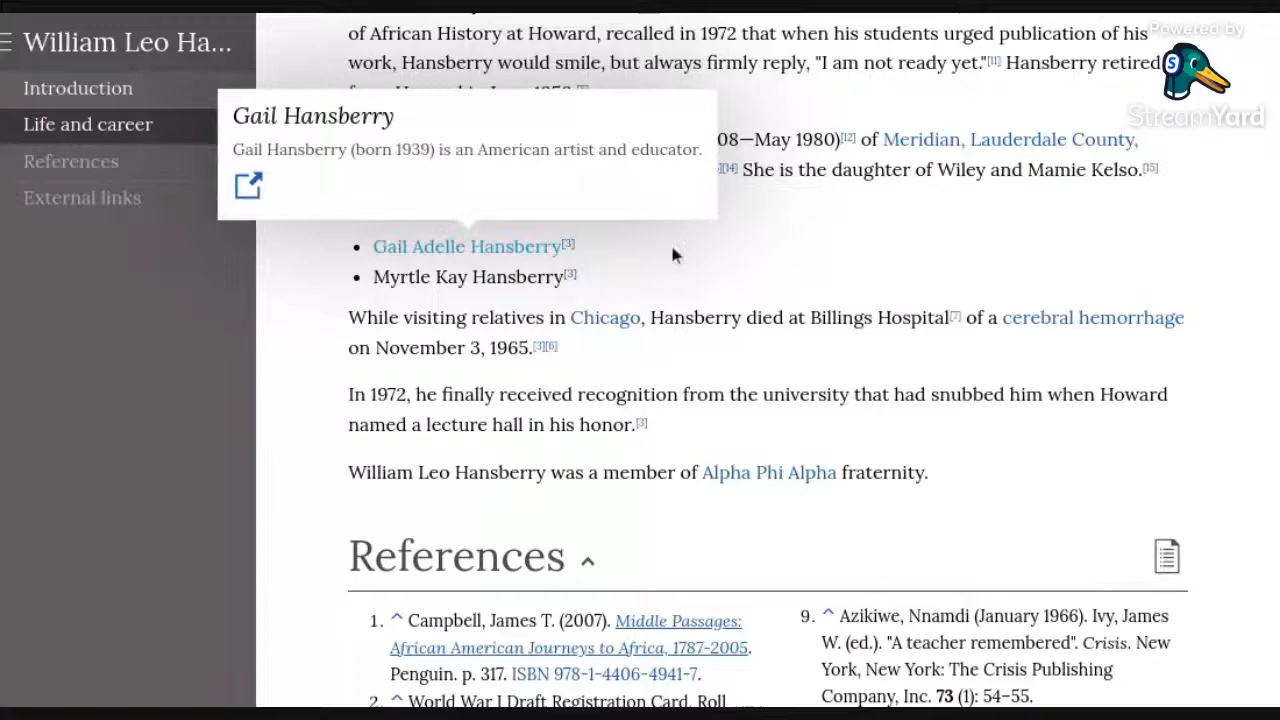 William Leo Ha...
Introduction
Life and career
References
External links
of African History at Howard, recalled in 1972 that when his students urged publication of his
work, Hansberry would smile, but always firmly reply, "I am not ready yet."[11] Hansberry retired
Gail Hansberry
Gail Hansberry (born 1939) is an American artist and educator.
08—May 1980)[12] of Meridian, Lauderdale County,
[14] She is the daughter of Wiley and Mamie Kelso.[15]
• Gail Adelle Hansberry[3]
• Myrtle Kay Hansberry[3]
While visiting relatives in Chicago, Hansberry died at Billings Hospital[7] of a cerebral hemorrhage
on November 3, 1965.[3][6]
In 1972, he finally received recognition from the university that had snubbed him when Howard
named a lecture hall in his honor.[3]
William Leo Hansberry was a member of Alpha Phi Alpha fraternity.
References
1. ^ Campbell, James T. (2007). Middle Passages:
African American Journeys to Africa, 1787-2005.
Penguin. p. 317. ISBN 978-1-4406-4941-7.
2. ^ World War I Draft Registration Card, Roll
9. ^ Azikiwe, Nnamdi (January 1966). Ivy, James
W. (ed.). "A teacher remembered". Crisis. New
York, New York: The Crisis Publishing
Company, Inc. 73 (1): 54–55.
Powered by
S
StreamYard